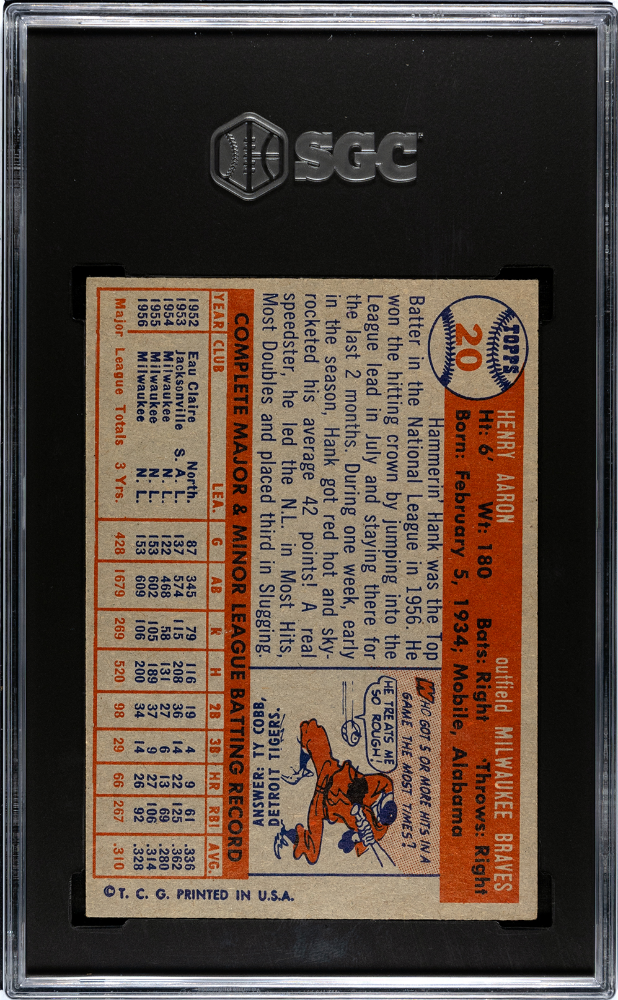 SGC
TOPPS
20
HENRY AARON outfield MILWAUKEE BRAVES
Ht: 6' Wt: 180 Bats: Right Throws: Right
Born: February 5, 1934; Mobile, Alabama
Hammerin' Hank was the Top
Batter in the National League in 1956. He
won the hitting crown by jumping into the
League lead in July and staying there for
the last 2 months. During one week, early
in the season, Hank got red hot and sky-
rocketed his average 42 points! A real
speedster, he led the N.L. in Most Hits,
Most Doubles and placed third in Slugging.
WHO GOT 5 OR MORE HITS IN A
GAME THE MOST TIMES?
HE TREATS ME
SO ROUGH!
ANSWER: TY COBB,
DETROIT TIGERS.
COMPLETE MAJOR & MINOR LEAGUE BATTING RECORD
YEAR CLUB LEA. G AB R H 2B 3B HR RBI AVG.
1952 Eau Claire North. 87 345 79 116 19 4 9 61 .336
1953 Jacksonville S. A. L. 137 574 115 208 36 14 22 125 .362
1954 Milwaukee N. L. 122 468 58 131 27 6 13 69 .280
1955 Milwaukee N. L. 153 602 105 189 37 9 27 106 .314
1956 Milwaukee N. L. 153 609 106 200 34 14 26 92 .328
Major League Totals 3 Yrs. 428 1679 269 520 98 29 66 267 .310
© T. C. G. PRINTED IN U.S.A.